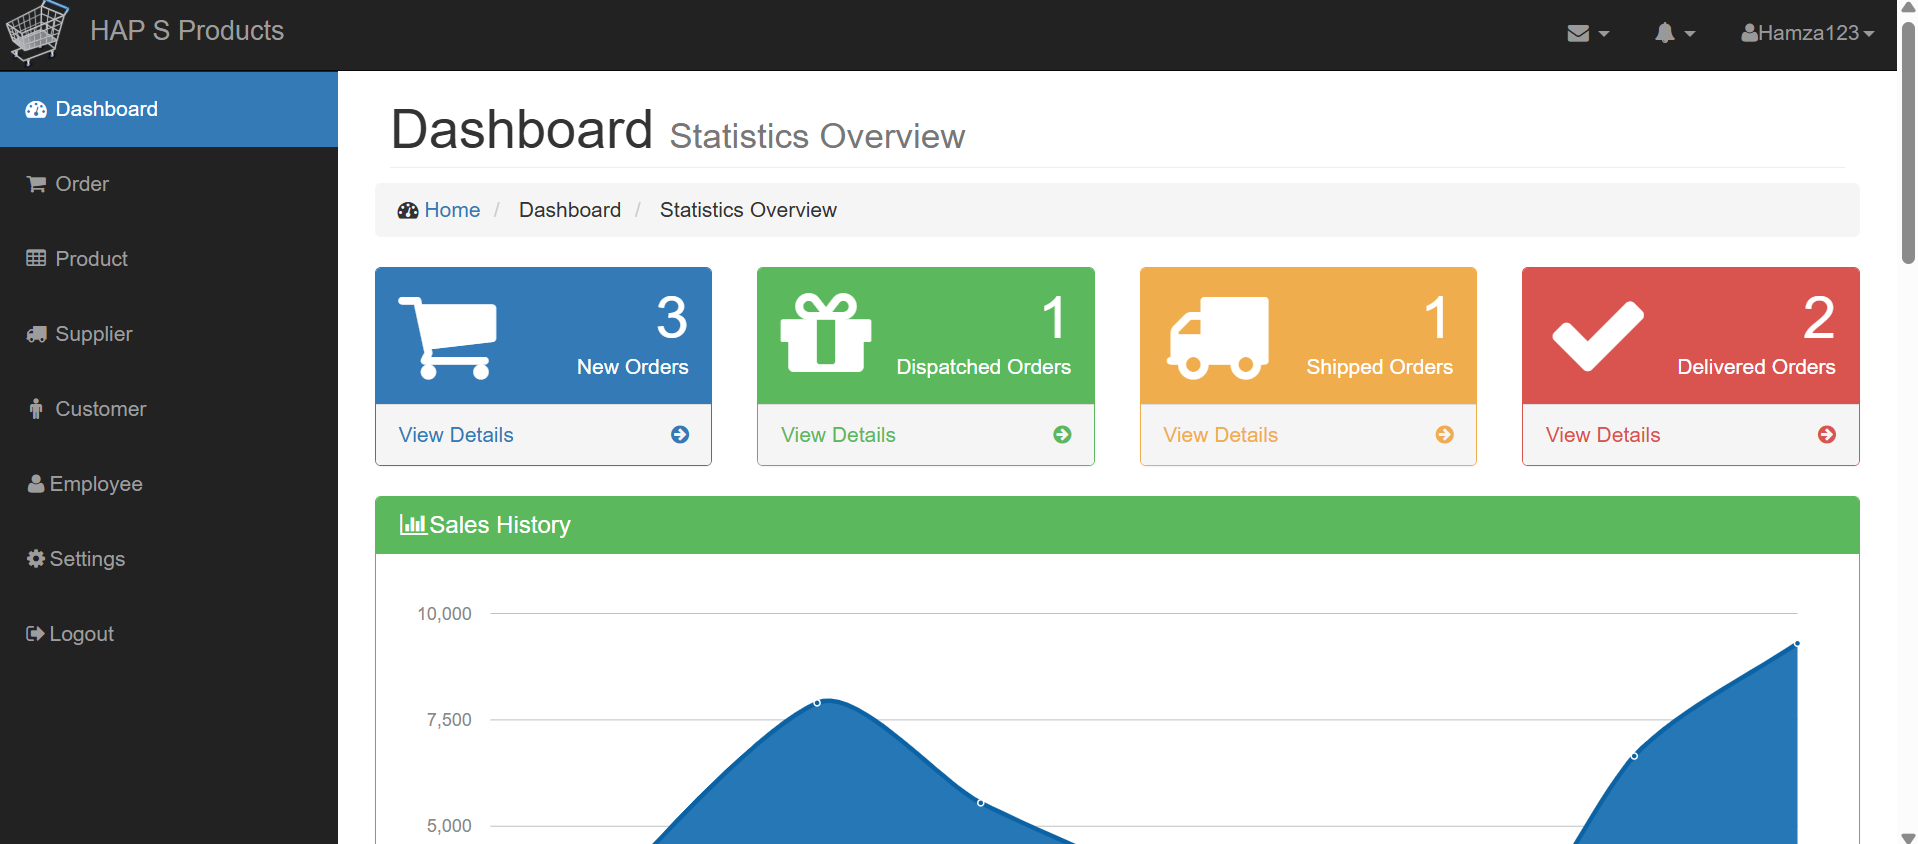 HAP S Products
Hamza123
Dashboard
Order
Product
Supplier
Customer
Employee
Settings
Logout
Dashboard Statistics Overview
Home / Dashboard / Statistics Overview
3
New Orders
View Details
1
Dispatched Orders
View Details
1
Shipped Orders
View Details
2
Delivered Orders
View Details
Sales History
10,000
7,500
5,000